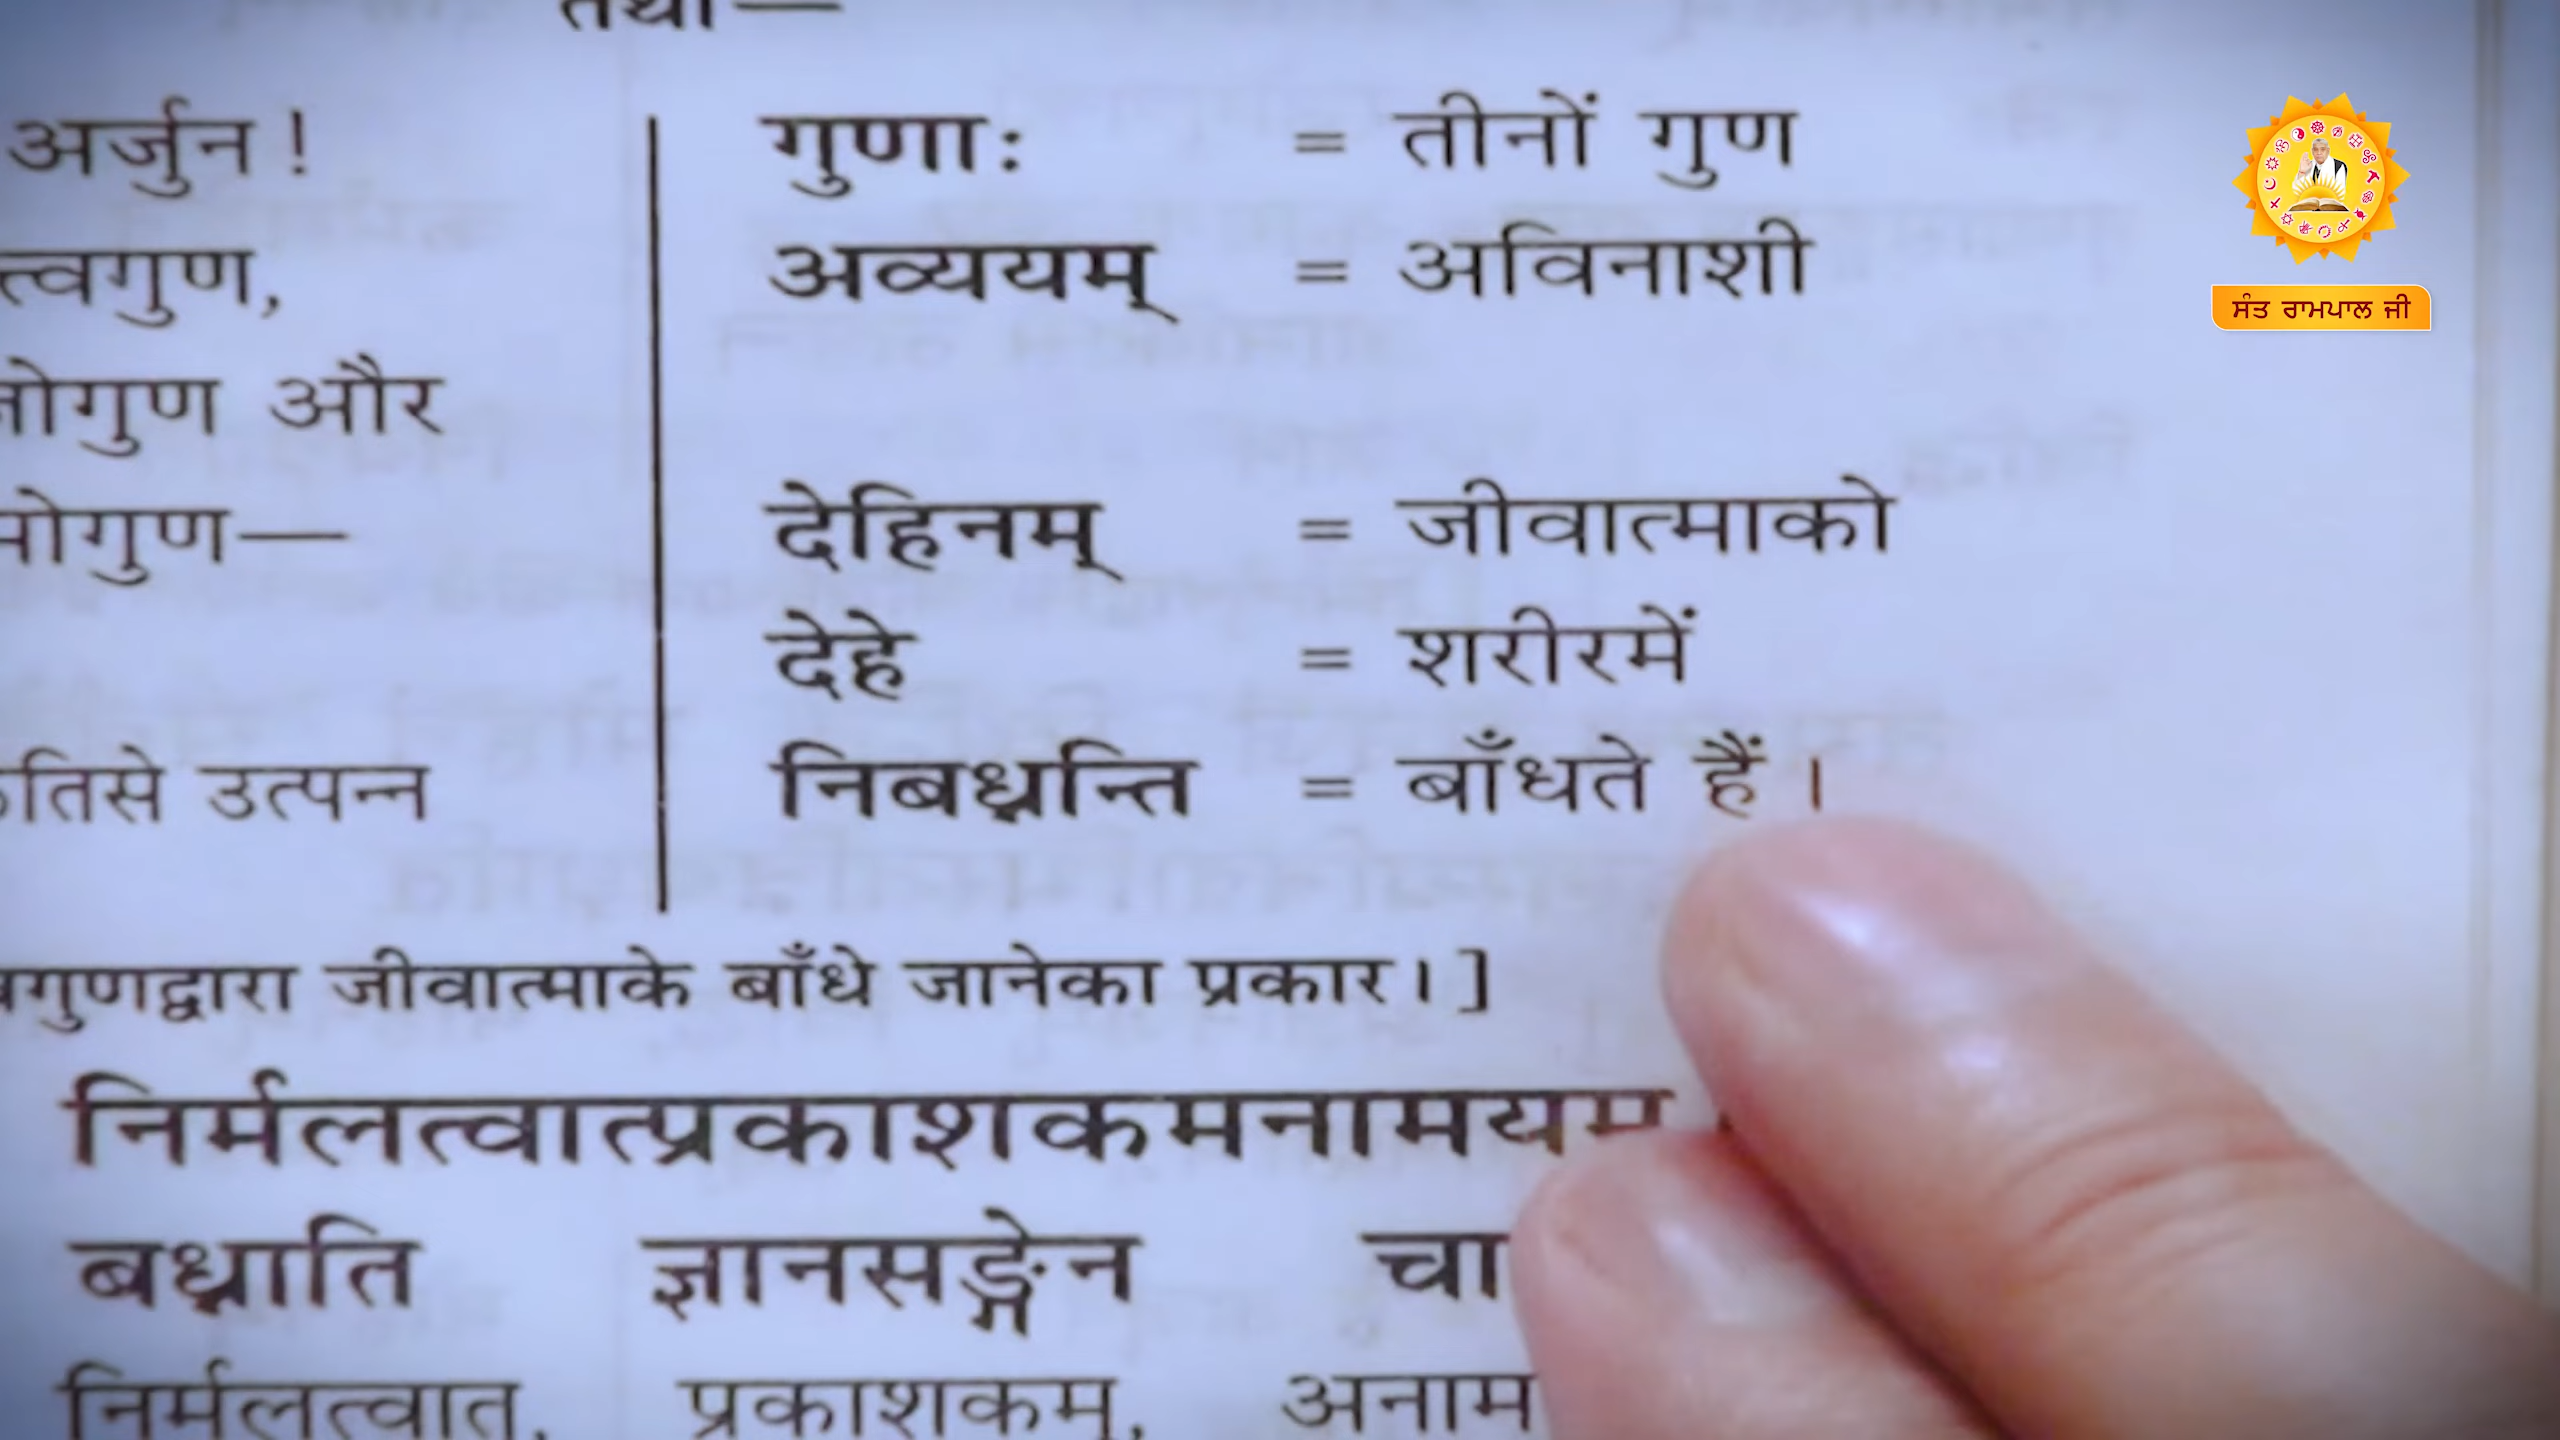 तथा—
अर्जुन !
गुण,
और
गुण—
उत्पन्न
गुणाः = तीनों गुण
अव्ययम् = अविनाशी
देहिनम् = जीवात्माको
देहे = शरीरमें
निबध्नन्ति = बाँधते हैं ।
गुणद्वारा जीवात्माके बाँधे जानेका प्रकार। ]
निर्मलत्वात्प्रकाशकमनामयम्
बध्नाति ज्ञानसङ्गेन चा
निर्मलत्वात्, प्रकाशकम्, अनाम
ਸੰਤ ਰਾਮਪਾਲ ਜੀ